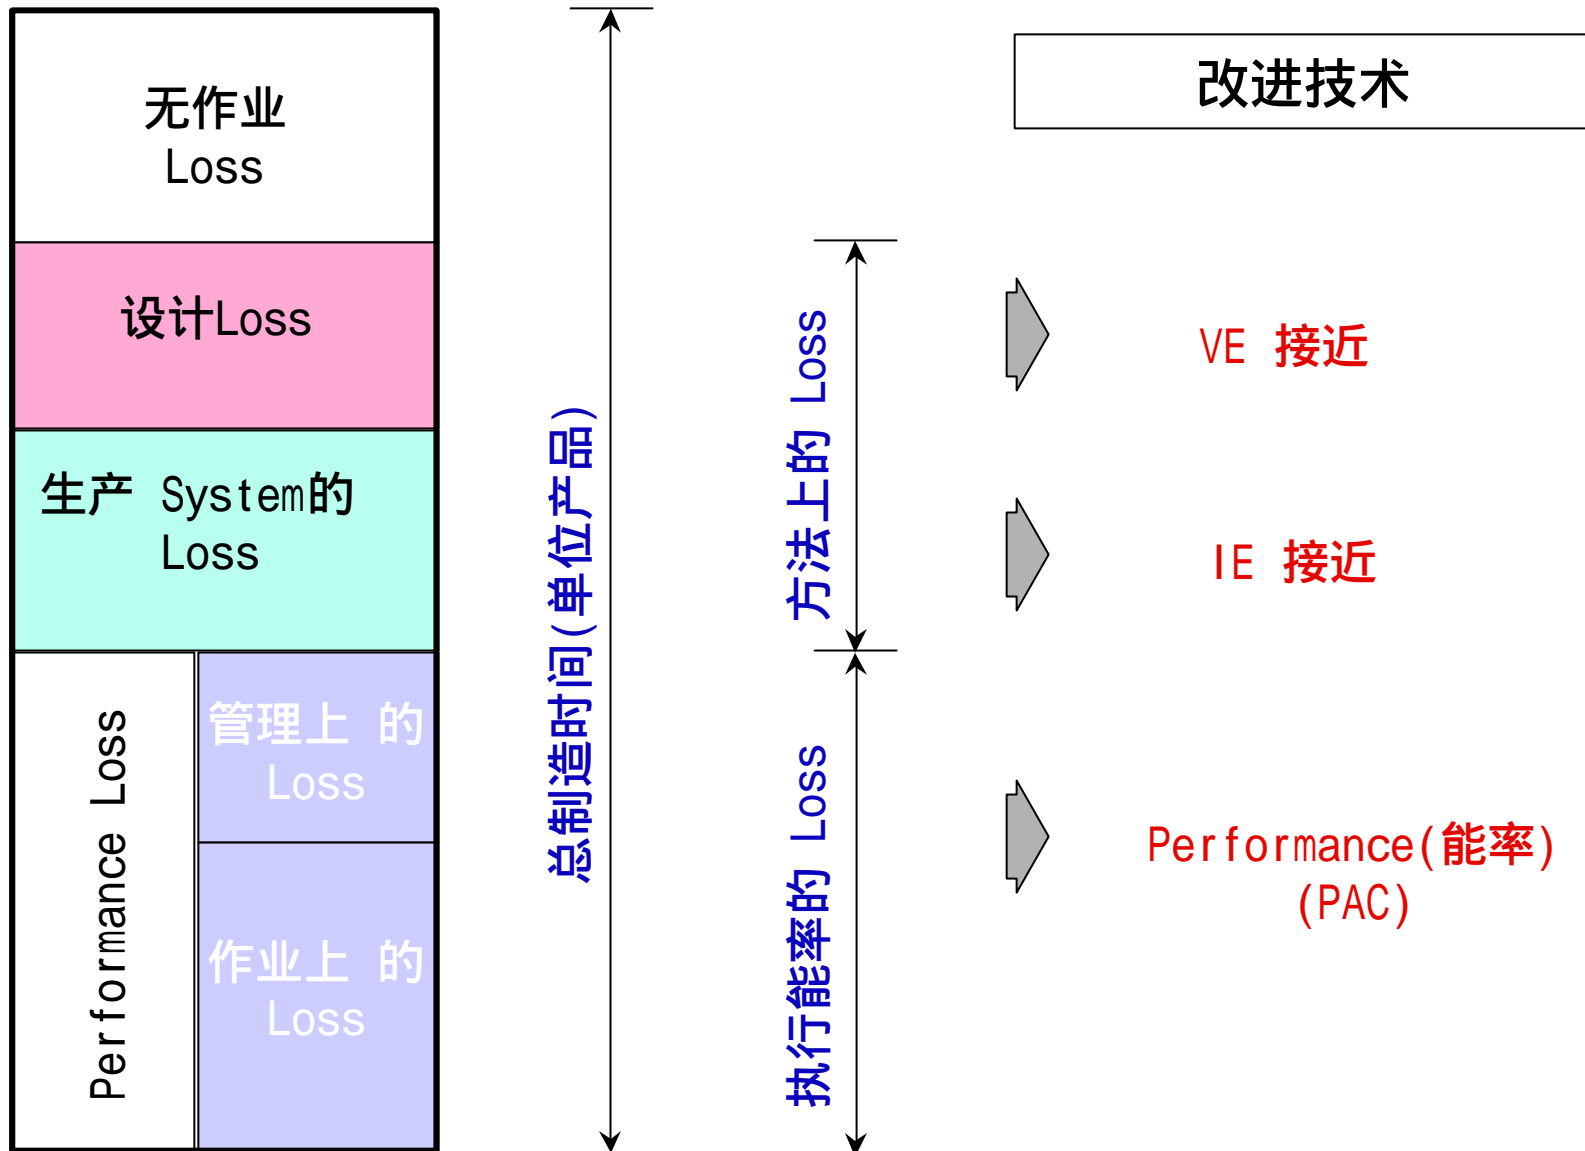 无作业
Loss
设计Loss
生产 System的
Loss
Performance Loss
管理上 的
Loss
作业上 的
Loss
总制造时间(单位产品)
方法上的 Loss
执行能率的 Loss
改进技术
VE 接近
IE 接近
Performance(能率)
(PAC)